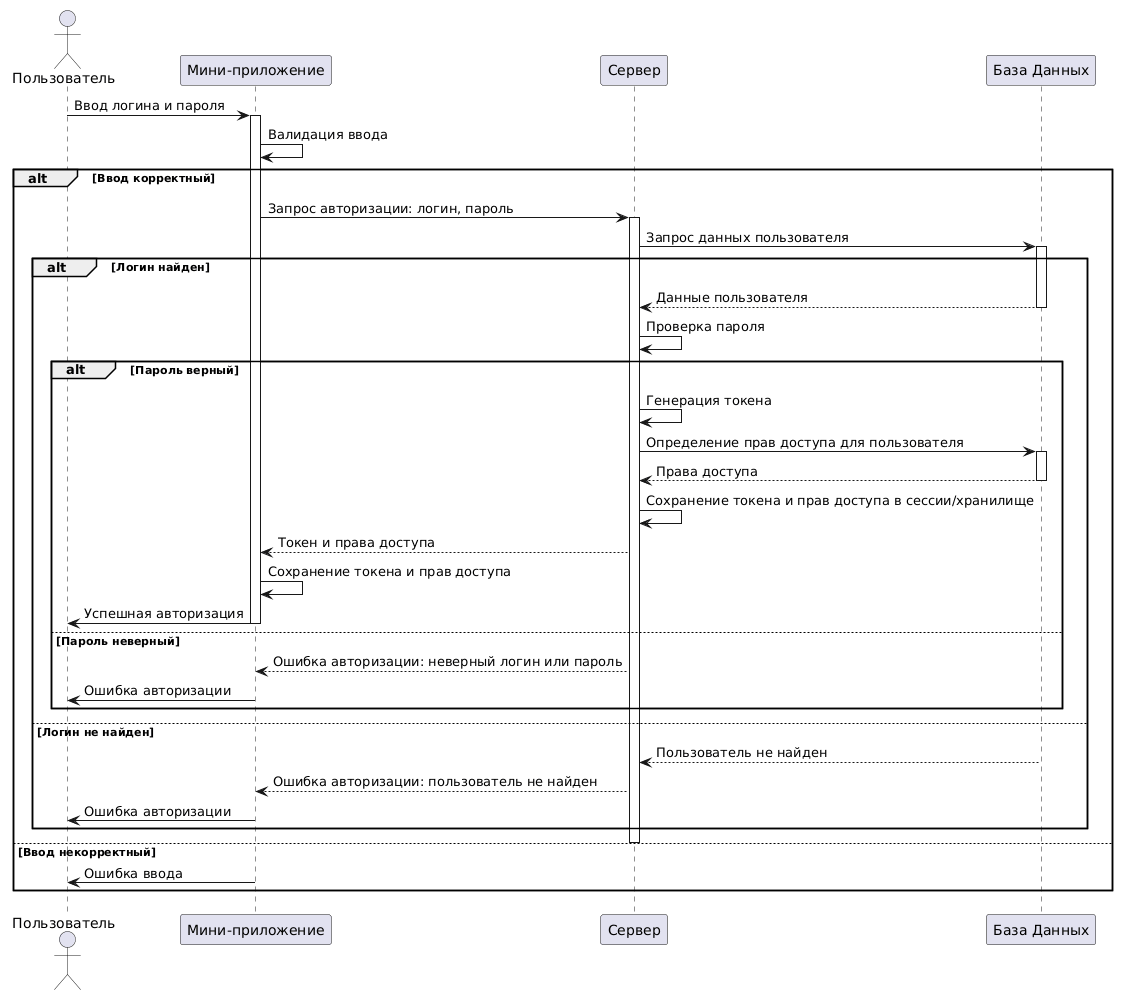 Пользователь
Мини-приложение
Сервер
База Данных
Ввод логина и пароля
Валидация ввода
alt
[Ввод корректный]
Запрос авторизации: логин, пароль
Запрос данных пользователя
alt
[Логин найден]
Данные пользователя
Проверка пароля
alt
[Пароль верный]
Генерация токена
Определение прав доступа для пользователя
Права доступа
Сохранение токена и прав доступа в сессии/хранилище
Токен и права доступа
Сохранение токена и прав доступа
Успешная авторизация
[Пароль неверный]
Ошибка авторизации: неверный логин или пароль
Ошибка авторизации
[Логин не найден]
Пользователь не найден
Ошибка авторизации: пользователь не найден
Ошибка авторизации
[Ввод некорректный]
Ошибка ввода
Пользователь
Мини-приложение
Сервер
База Данных